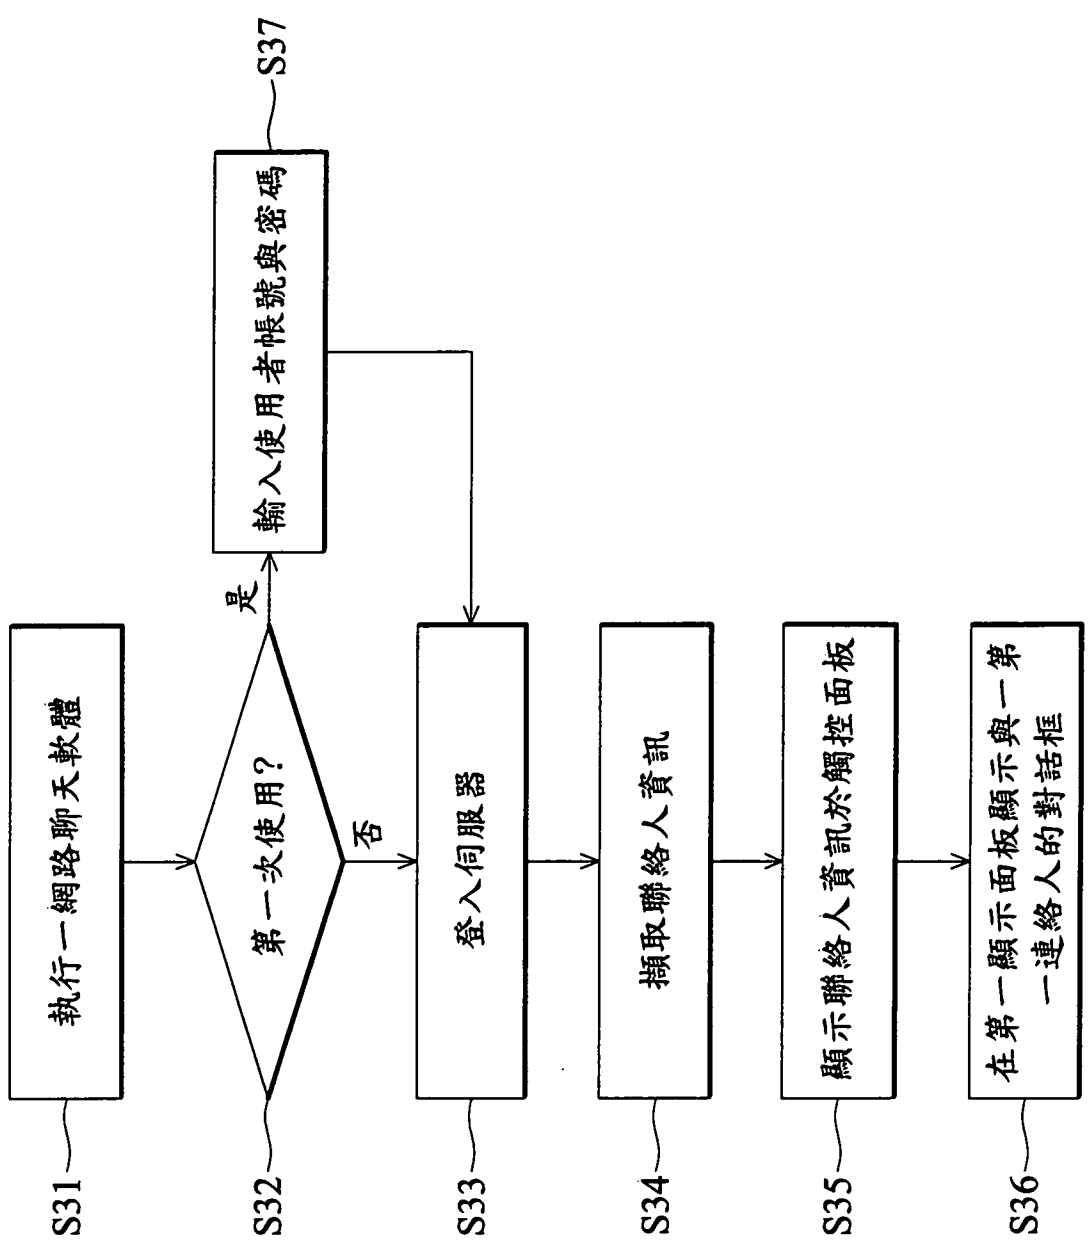 S31
執行一網路聊天軟體
S32
第一次使用?
是
輸入使用者帳號與密碼
S37
否
S33
登入伺服器
S34
擷取聯絡人資訊
S35
顯示聯絡人資訊於觸控面板
S36
在第一顯示面板顯示與一第
一連絡人的對話框